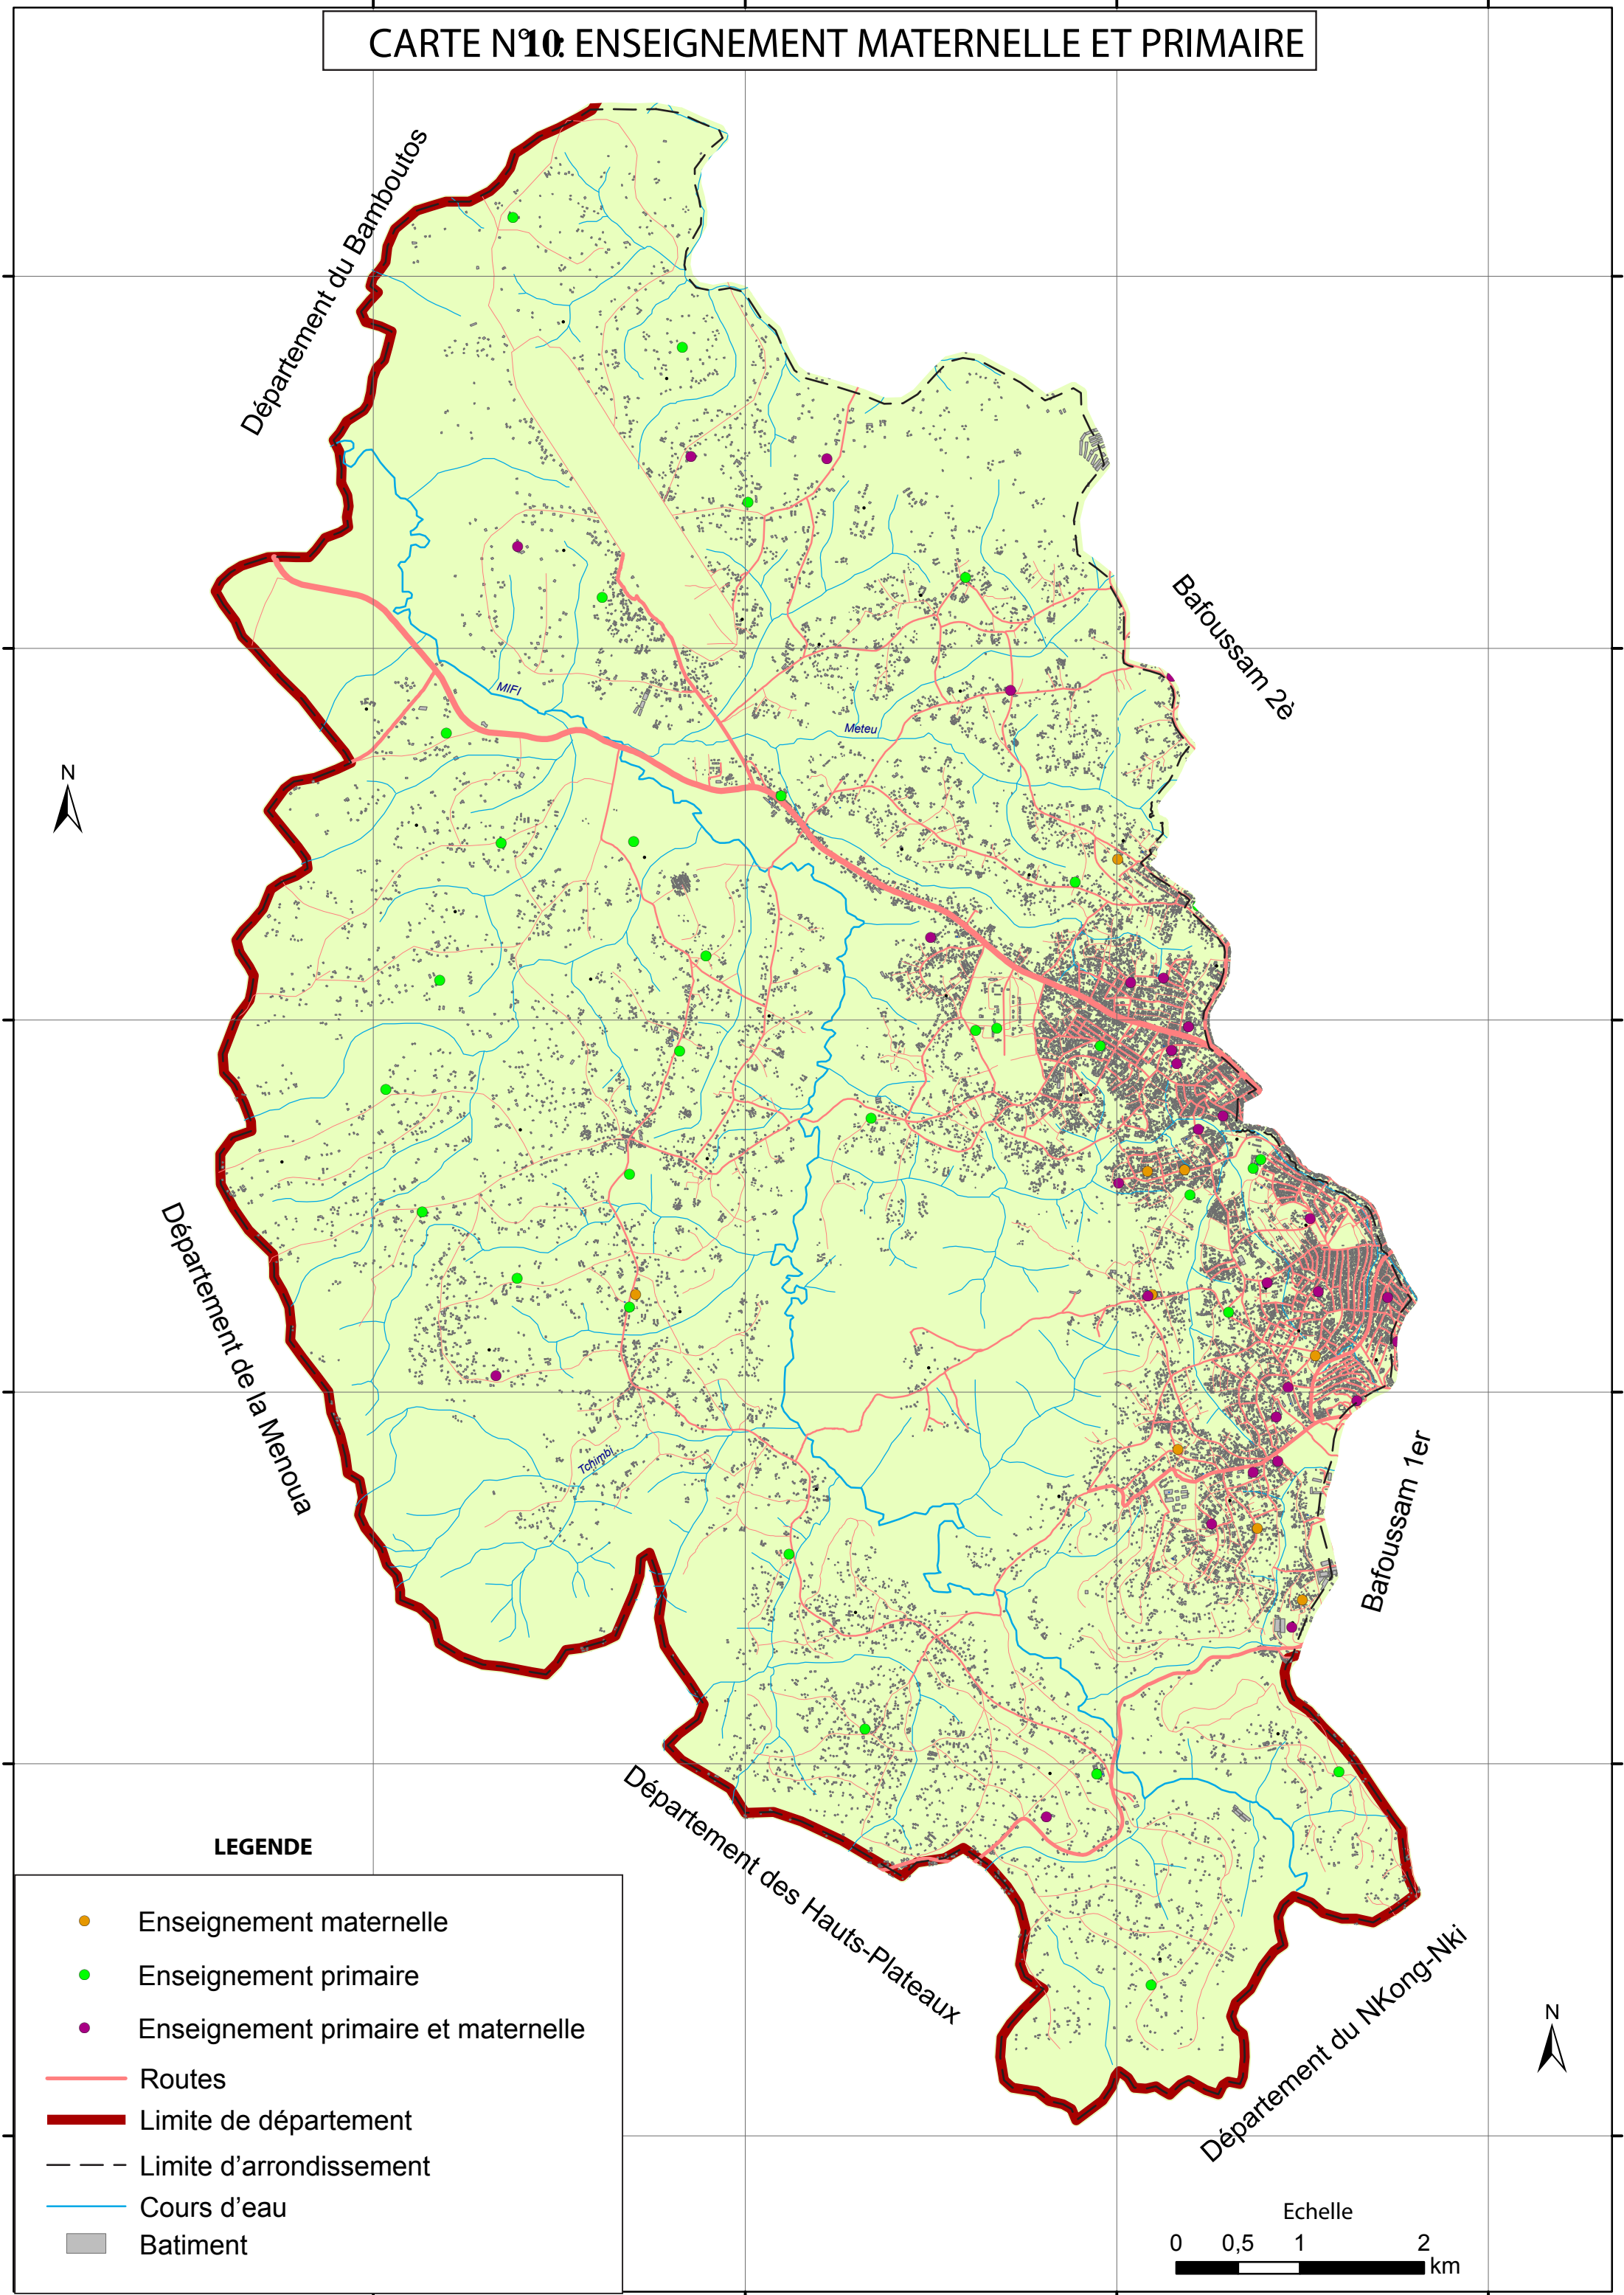 CARTE N°10: ENSEIGNEMENT MATERNELLE ET PRIMAIRE
Département du Bamboutos
Bafoussam 2è
MIFI
Meteu
N
Département de la Menoua
Tchimbi
Bafoussam 1er
Département des Hauts-Plateaux
Département du NKong-Nki
N
LEGENDE
Enseignement maternelle
Enseignement primaire
Enseignement primaire et maternelle
Routes
Limite de département
Limite d'arrondissement
Cours d'eau
Batiment
Echelle
0 0,5 1 2
km